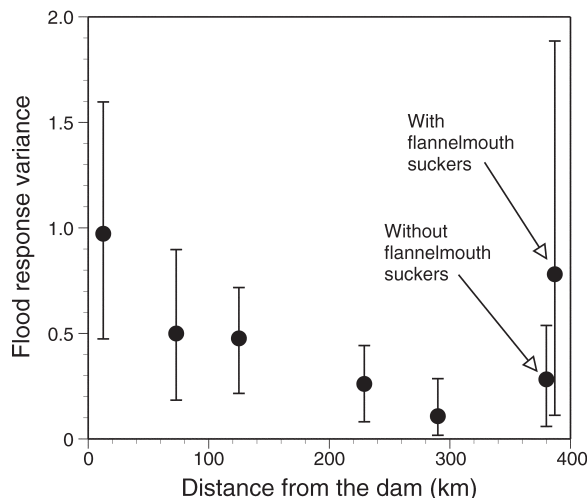 2.0
1.5
1.0
0.5
0
Flood response variance
With
flannelmouth
suckers
Without
flannelmouth
suckers
0 100 200 300 400
Distance from the dam (km)